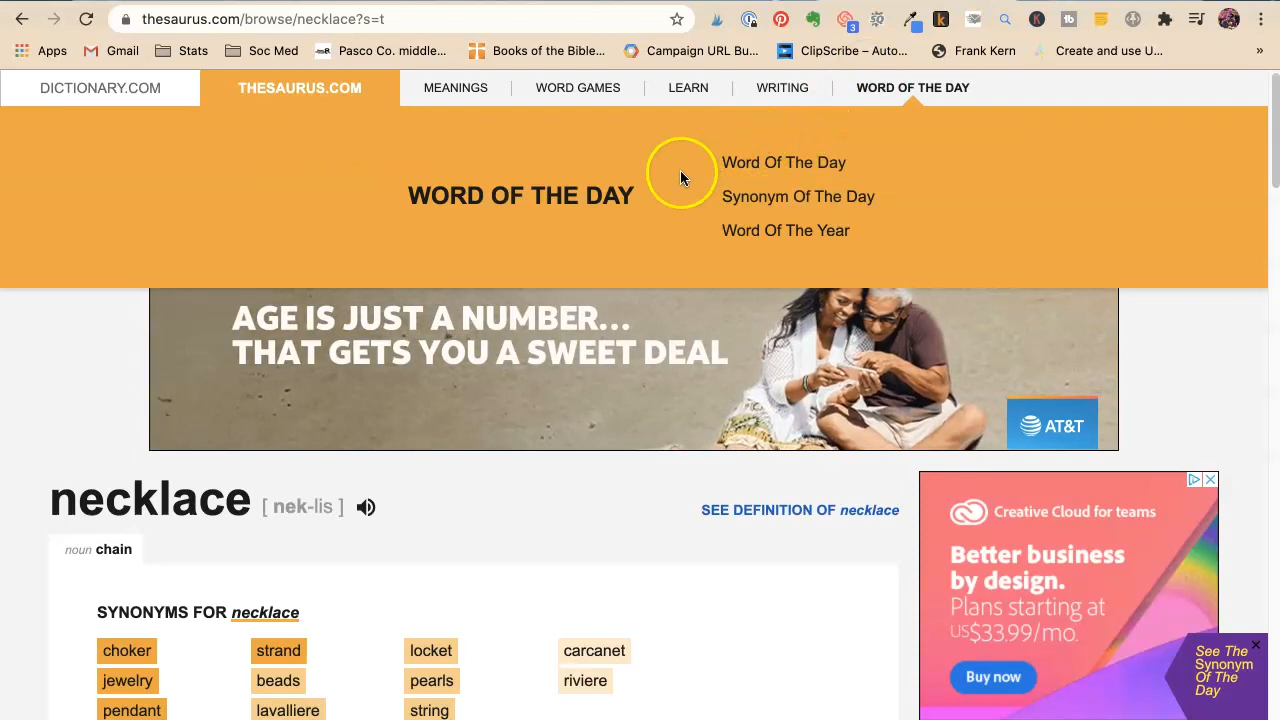 thesaurus.com/browse/necklace?s=t
3
Apps Gmail Stats Soc Med Pasco Co. middle... Books of the Bible... Campaign URL Bu... ClipScribe – Auto... Frank Kern Create and use U... »
DICTIONARY.COM THESAURUS.COM MEANINGS WORD GAMES LEARN WRITING WORD OF THE DAY
WORD OF THE DAY
Word Of The Day
Synonym Of The Day
Word Of The Year
AGE IS JUST A NUMBER...
THAT GETS YOU A SWEET DEAL
AT&T
necklace [ nek-lis ]
SEE DEFINITION OF necklace
noun chain
SYNONYMS FOR necklace
choker strand locket carcanet
jewelry beads pearls riviere
pendant lavalliere string
Creative Cloud for teams
Better business
by design.
Plans starting at
US$33.99/mo.
Buy now
See The
Synonym
Of The
Day